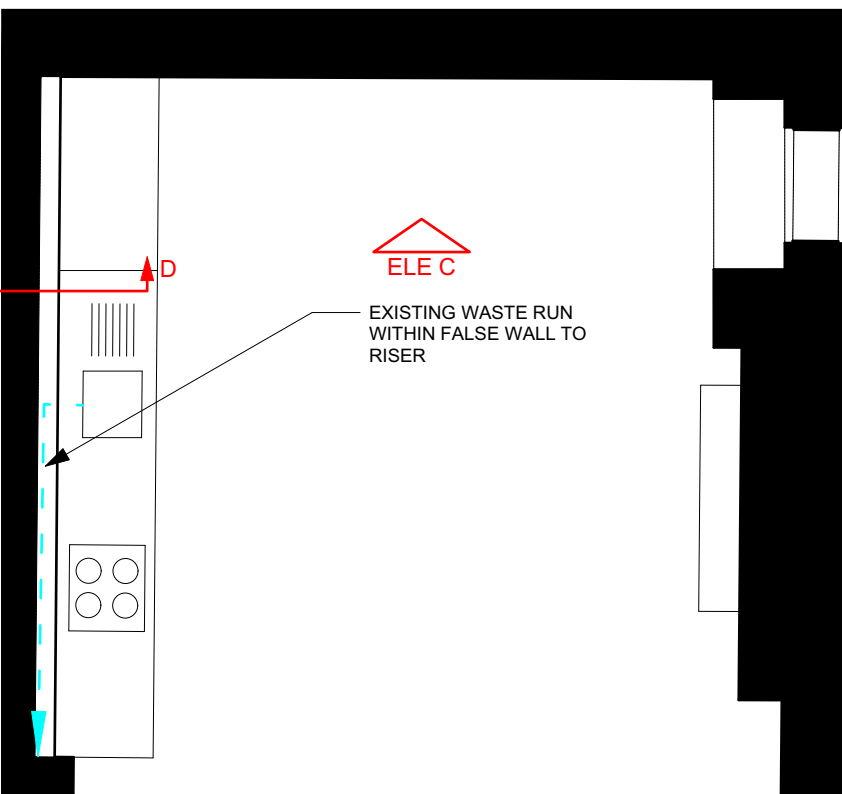 D
ELE C
EXISTING WASTE RUN
WITHIN FALSE WALL TO
RISER